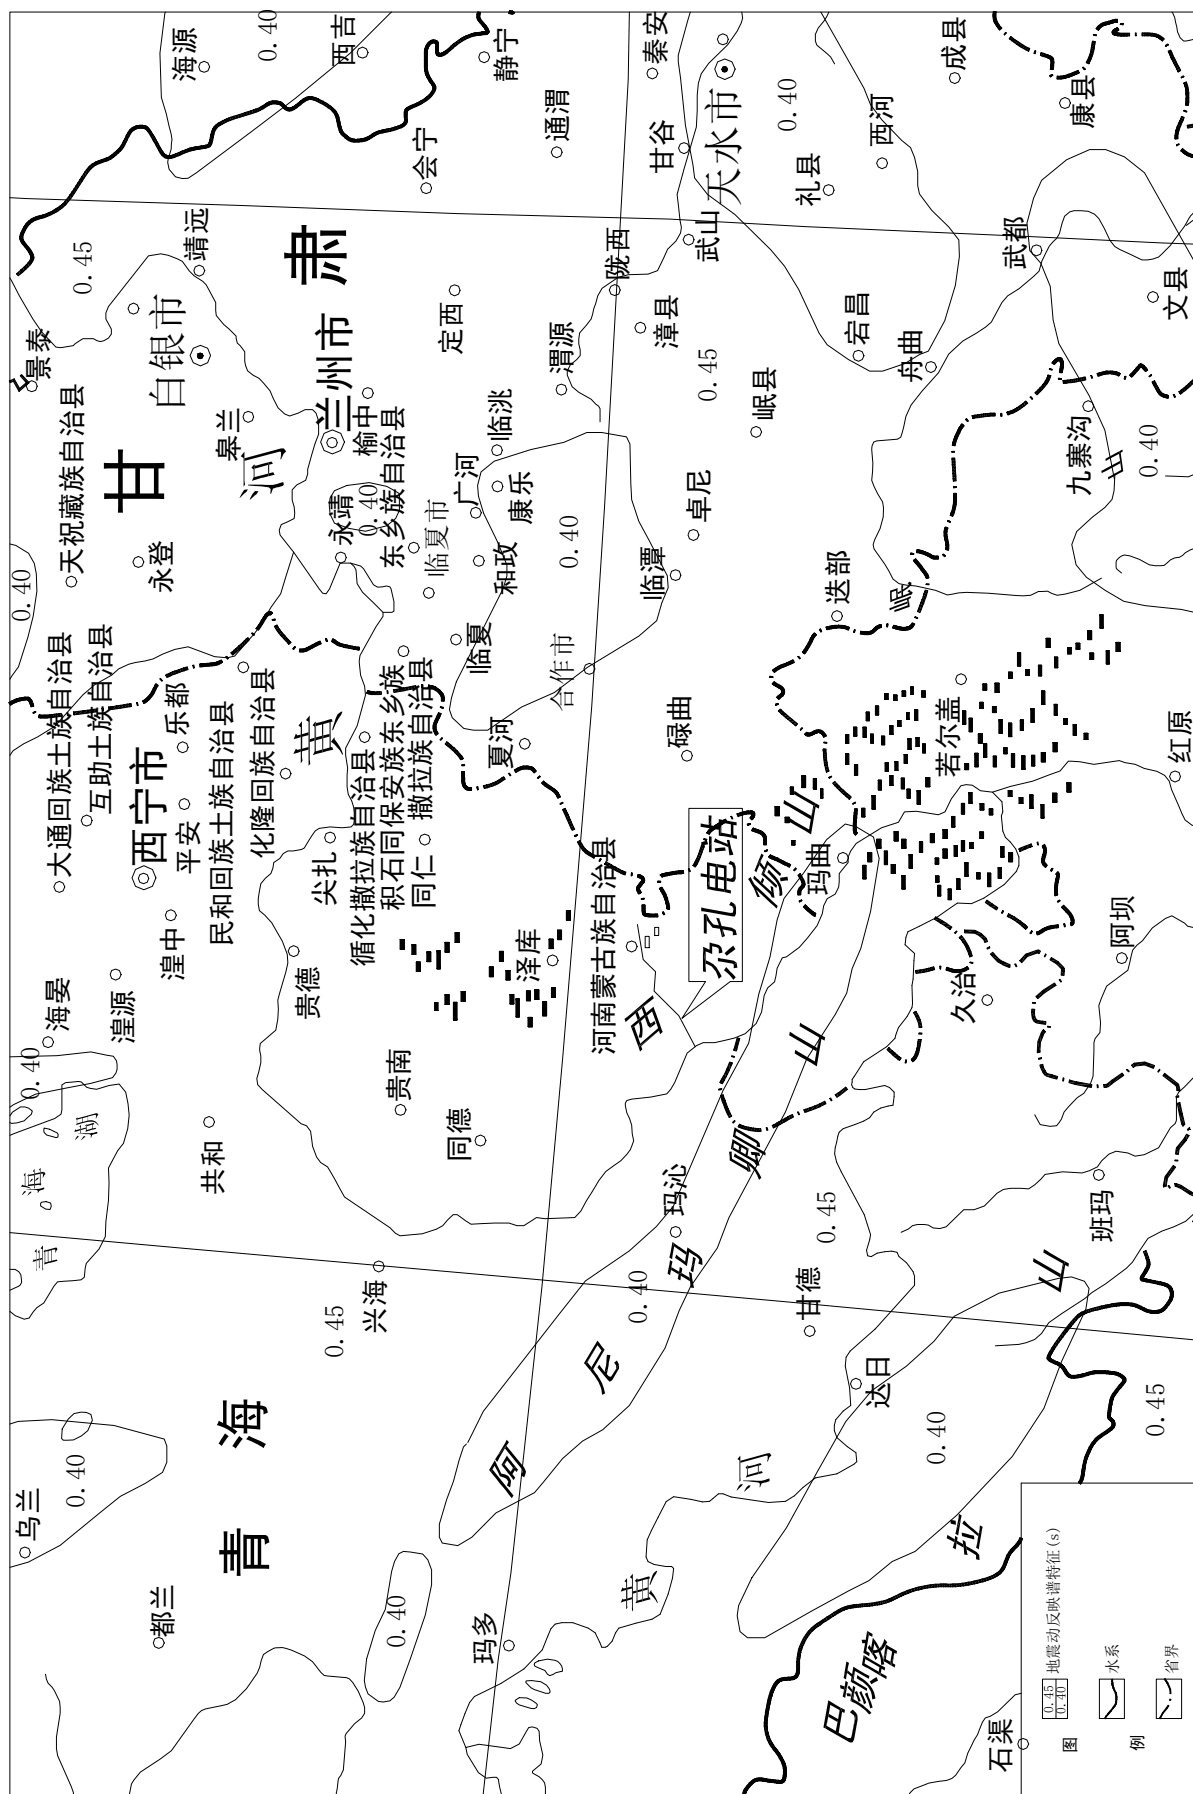 海源
0.40
西吉
静宁
秦安
成县
康县
通渭
会宁
甘谷
天水市
0.40
西河
礼县
靖远
0.45
肃
陇西
武山
武都
文县
景泰
白银市
兰州市
定西
渭源
漳县
宕昌
舟曲
0.45
岷县
天祝藏族自治县
甘
皋兰
河
榆中
东乡族自治县
临洮
广河
康乐
九寨沟
0.40
永登
永靖
0.40
临夏市
和政
0.40
临潭
卓尼
迭部
岷
0.40
大通回族土族自治县
互助土族自治县
乐都
西宁市
平安
民和回族土族自治县
化隆回族自治县
黄
临夏
合作市
夏河
碌曲
若尔盖
红原
循化撒拉族自治县
积石同保安族东乡族
撒拉族自治县
同仁
尖扎
河南蒙古族自治县
尕孔电站
西
倾
山
玛曲
阿坝
久治
泽库
海晏
湟中
湟源
贵德
贵南
同德
共和
0.40
青
海
湖
兴海
0.45
玛沁
0.40
阿
尼
玛
卿
山
0.45
甘德
达日
班玛
山
青
海
乌兰
0.40
都兰
0.40
玛多
黄
河
0.40
0.45
巴颜喀
拉
石渠
图
例
0.45
0.40
地震动反映谱特征(s)
水系
省界